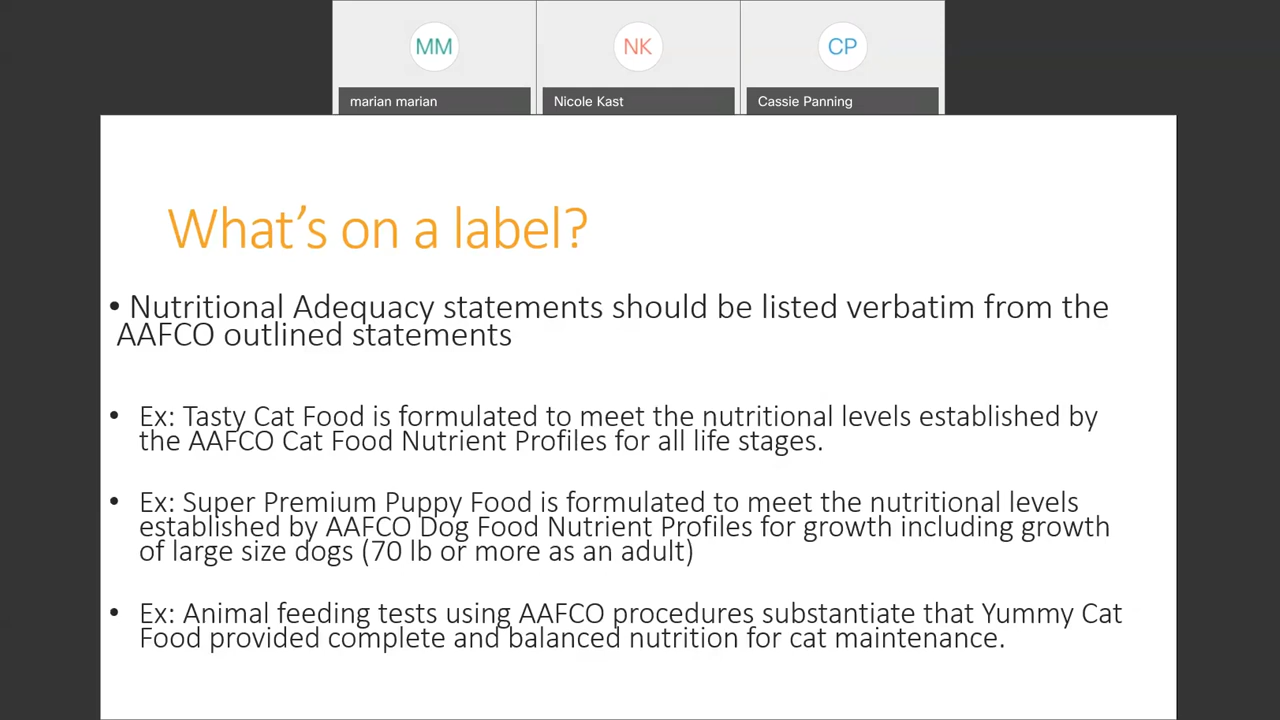 MM
NK
CP
marian marian
Nicole Kast
Cassie Panning
What's on a label?
• Nutritional Adequacy statements should be listed verbatim from the
AAFCO outlined statements
• Ex: Tasty Cat Food is formulated to meet the nutritional levels established by
the AAFCO Cat Food Nutrient Profiles for all life stages.
• Ex: Super Premium Puppy Food is formulated to meet the nutritional levels
established by AAFCO Dog Food Nutrient Profiles for growth including growth
of large size dogs (70 lb or more as an adult)
• Ex: Animal feeding tests using AAFCO procedures substantiate that Yummy Cat
Food provided complete and balanced nutrition for cat maintenance.